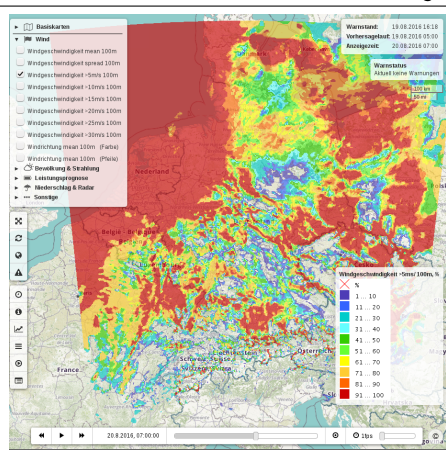 Basiskarten
Wind
Windgeschwindigkeit mean 100m
Windgeschwindigkeit spread 100m
Windgeschwindigkeit >5m/s 100m
Windgeschwindigkeit >10m/s 100m
Windgeschwindigkeit >15m/s 100m
Windgeschwindigkeit >20m/s 100m
Windgeschwindigkeit >25m/s 100m
Windgeschwindigkeit >30m/s 100m
Windrichtung mean 100m (Farbe)
Windrichtung mean 100m (Pfeile)
Bewölkung & Strahlung
Leistungsprognose
Niederschlag & Radar
Sonstige
Warnstand: 19.08.2016 16:18
Vorhersagelauf: 19.08.2016 05:00
Anzeigezeit: 20.08.2016 07:00
Warnstatus
Aktuell keine Warnungen
100 km
50 mi
Nederland
België - Belgique
France
Liechtenstein
Österreich
Windgeschwidigkeit >5ms/ 100m, %
%
1 ... 10
11 ... 20
21 ... 30
31 ... 40
41 ... 50
51 ... 60
61 ... 70
71 ... 80
81 ... 90
91 ... 100
20.8.2016, 07:00:00
1fps